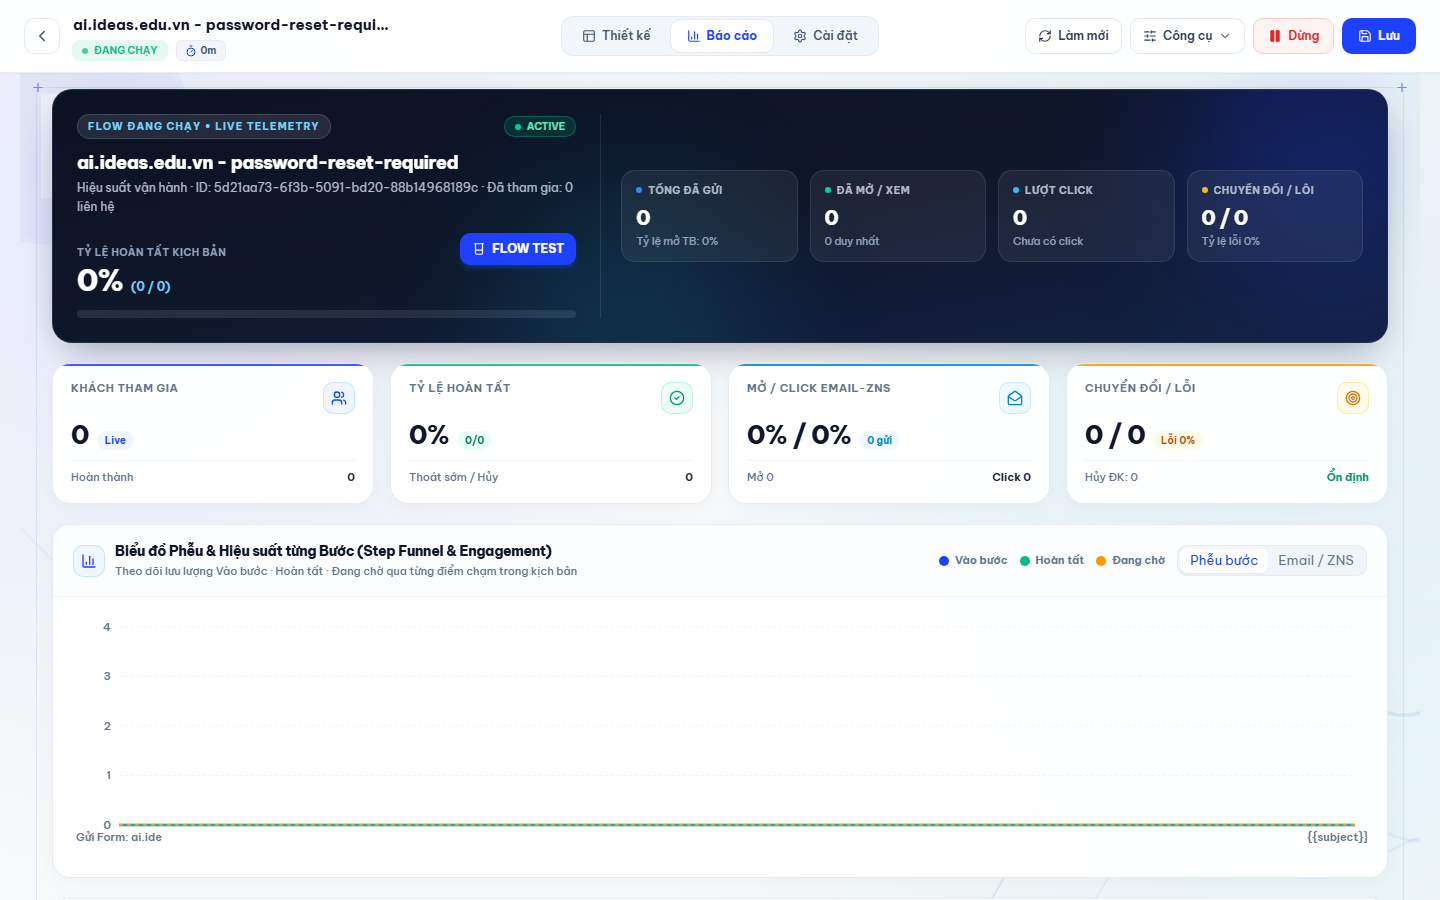 ai.ideas.edu.vn - password-reset-requi...
ĐANG CHẠY
0m
Thiết kế
Báo cáo
Cài đặt
Làm mới
Công cụ
Dừng
Lưu
FLOW ĐANG CHẠY • LIVE TELEMETRY
ACTIVE
ai.ideas.edu.vn - password-reset-required
Hiệu suất vận hành · ID: 5d21aa73-6f3b-5091-bd20-88b14968189c · Đã tham gia: 0
liên hệ
TỶ LỆ HOÀN TẤT KỊCH BẢN
0% (0 / 0)
FLOW TEST
TỔNG ĐÃ GỬI
0
Tỷ lệ mở TB: 0%
ĐÃ MỞ / XEM
0
0 duy nhất
LƯỢT CLICK
0
Chưa có click
CHUYỂN ĐỔI / LỖI
0 / 0
Tỷ lệ lỗi 0%
KHÁCH THAM GIA
0 Live
Hoàn thành 0
TỶ LỆ HOÀN TẤT
0% 0/0
Thoát sớm / Hủy 0
MỞ / CLICK EMAIL-ZNS
0% / 0% 0 gửi
Mở 0 Click 0
CHUYỂN ĐỔI / LỖI
0 / 0 Lỗi 0%
Hủy ĐK: 0 Ổn định
Biểu đồ Phễu & Hiệu suất từng Bước (Step Funnel & Engagement)
Theo dõi lưu lượng Vào bước · Hoàn tất · Đang chờ qua từng điểm chạm trong kịch bản
Vào bước
Hoàn tất
Đang chờ
Phễu bước
Email / ZNS
4
3
2
1
0
Gửi Form: ai.ide
{{subject}}